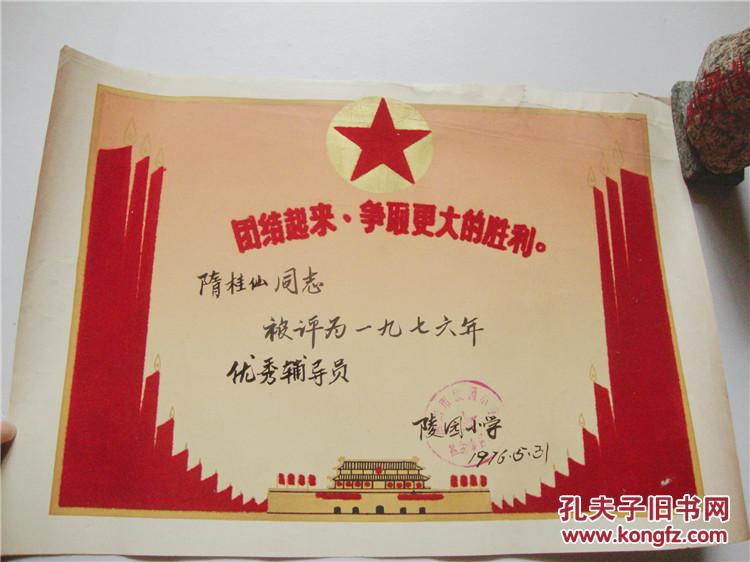 团结起来、争取更大的胜利。
隋桂仙同志
被评为一九七六年
优秀辅导员
陵园小学
1976.5.31
孔夫子旧书网
www.kongfz.com